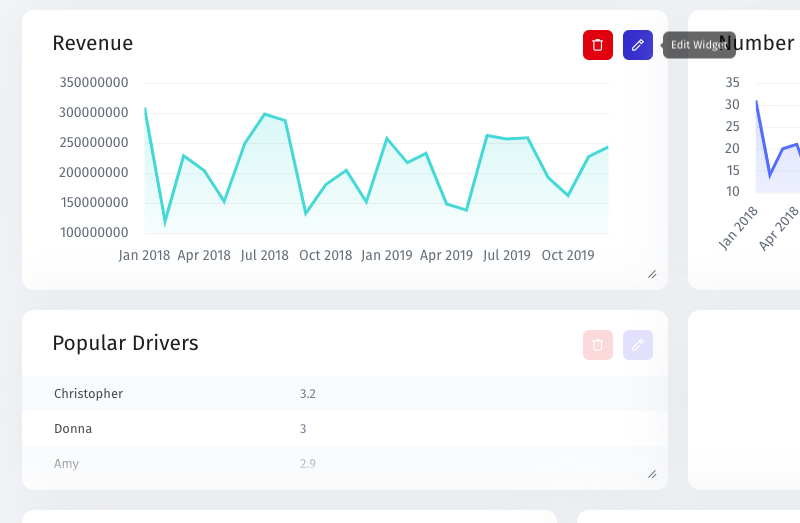 Revenue
Edit Widget
Number
350000000
300000000
250000000
200000000
150000000
100000000
Jan 2018 Apr 2018 Jul 2018 Oct 2018 Jan 2019 Apr 2019 Jul 2019 Oct 2019
35
30
25
20
15
10
Jan 2018
Apr 2018
Popular Drivers
Christopher 3.2
Donna 3
Amy 2.9